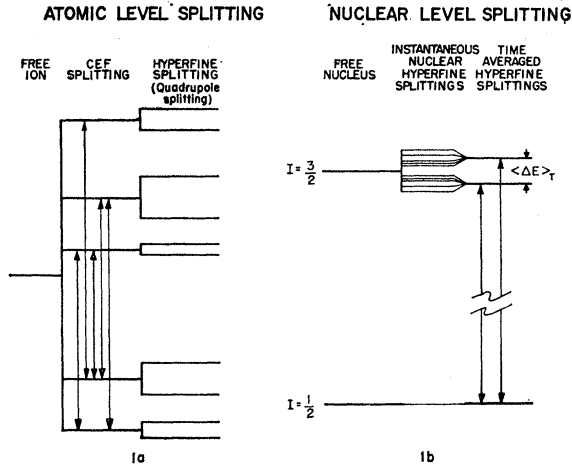 ATOMIC LEVEL SPLITTING
FREE
ION
CEF
SPLITTING
HYPERFINE
SPLITTING
(Quadrupole
splitting)
1a
NUCLEAR LEVEL SPLITTING
FREE
NUCLEUS
INSTANTANEOUS
NUCLEAR
HYPERFINE
SPLITTINGS
TIME
AVERAGED
HYPERFINE
SPLITTINGS
I = 3/2
<ΔE>T
I = 1/2
1b